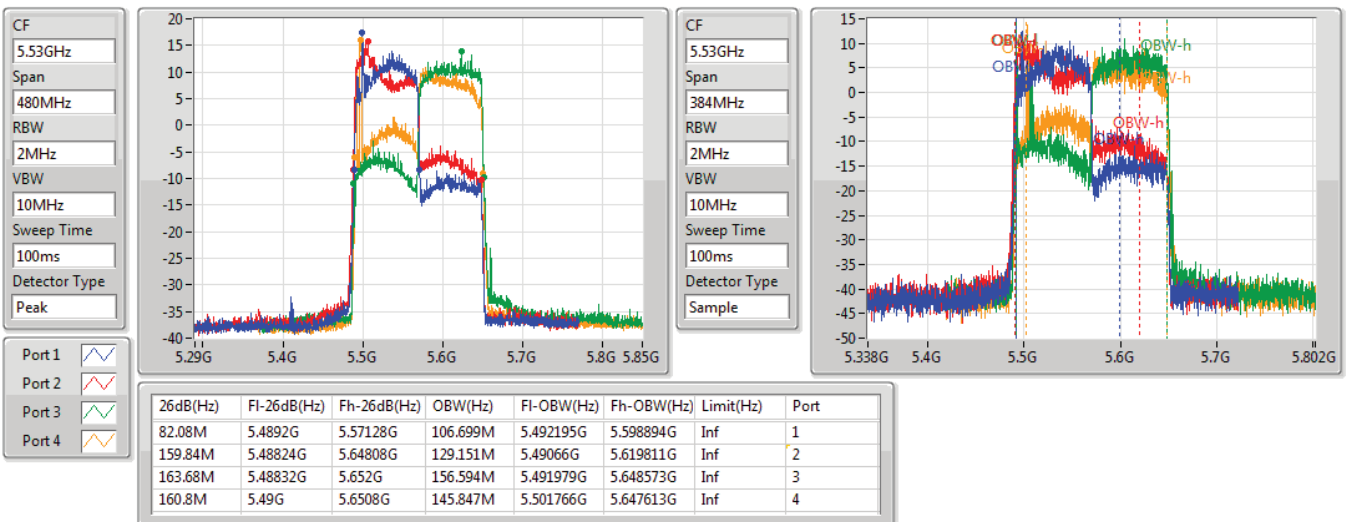 CF
5.53GHz
Span
480MHz
RBW
2MHz
VBW
10MHz
Sweep Time
100ms
Detector Type
Peak
20
15
10
5
0
-5
-10
-15
-20
-25
-30
-35
-40
5.29G 5.4G 5.5G 5.6G 5.7G 5.8G 5.85G
CF
5.53GHz
Span
384MHz
RBW
2MHz
VBW
10MHz
Sweep Time
100ms
Detector Type
Sample
15
10
5
0
-5
-10
-15
-20
-25
-30
-35
-40
-45
-50
OBW-h
OBW-h
OBW-h
5.338G 5.4G 5.5G 5.6G 5.7G 5.802G
Port 1
Port 2
Port 3
Port 4
26dB(Hz) Fl-26dB(Hz) Fh-26dB(Hz) OBW(Hz) Fl-OBW(Hz) Fh-OBW(Hz) Limit(Hz) Port
82.08M 5.4892G 5.57128G 106.699M 5.492195G 5.598894G Inf 1
159.84M 5.48824G 5.64808G 129.151M 5.49066G 5.619811G Inf 2
163.68M 5.48832G 5.652G 156.594M 5.491979G 5.648573G Inf 3
160.8M 5.49G 5.6508G 145.847M 5.501766G 5.647613G Inf 4